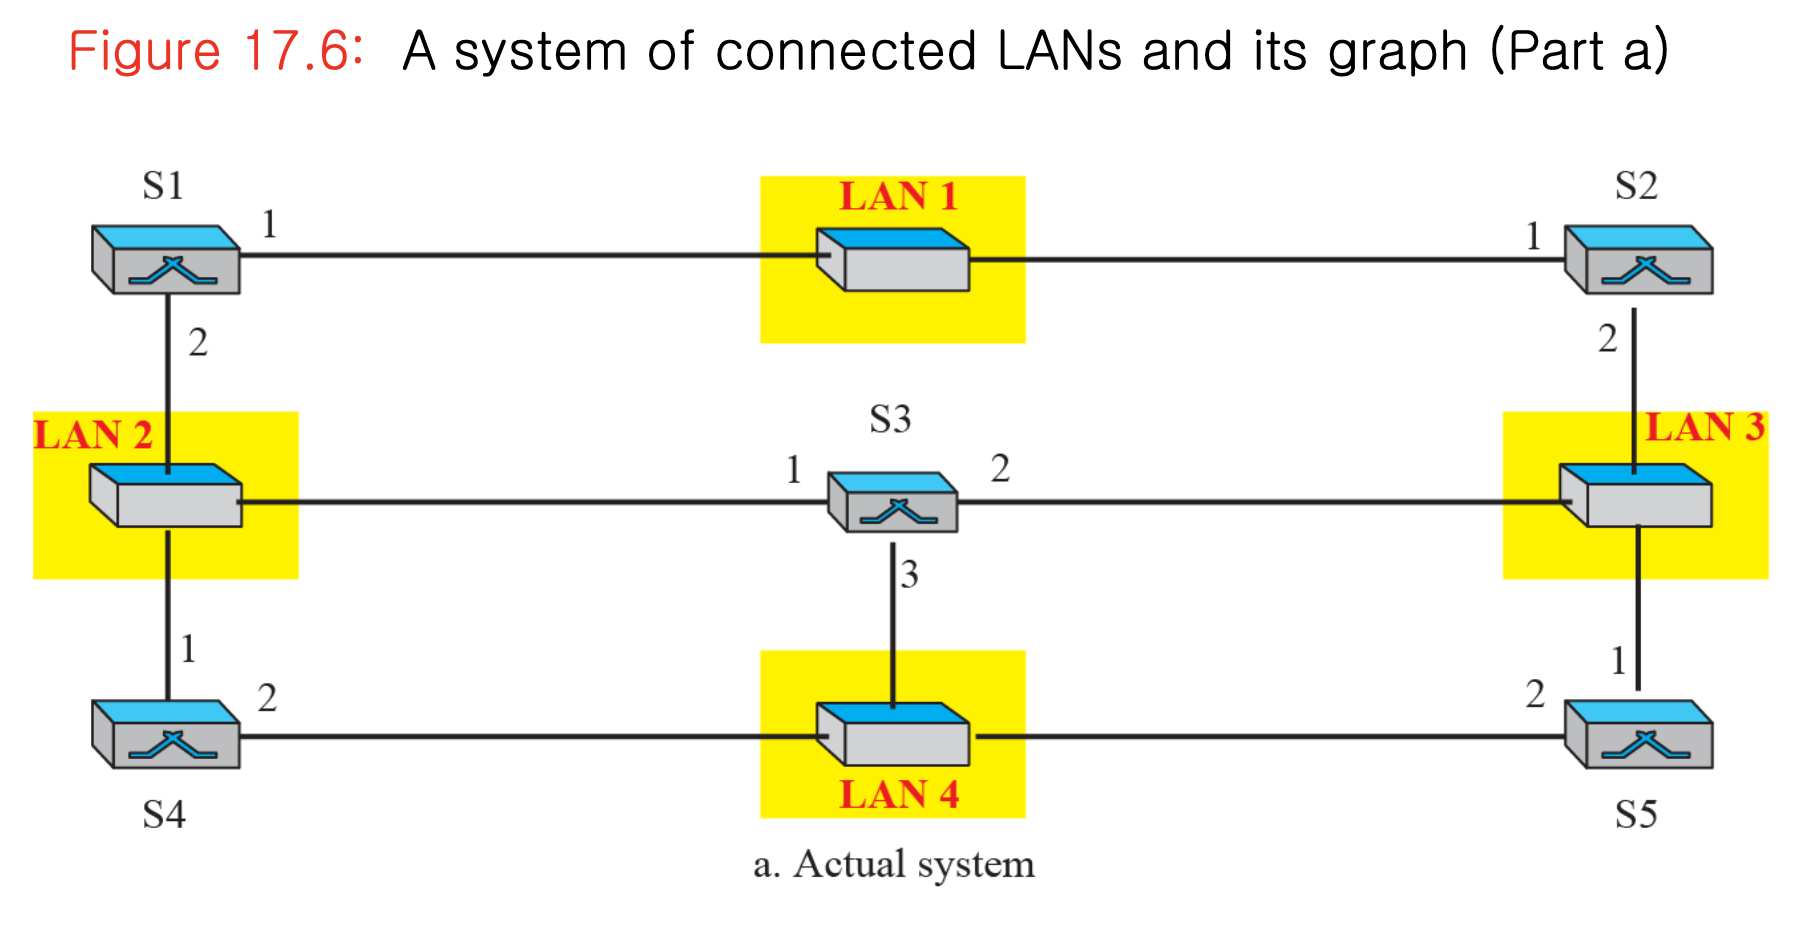 Figure 17.6: A system of connected LANs and its graph (Part a)
S1
LAN 1
S2
1
1
2
2
LAN 2
S3
LAN 3
1
2
3
1
1
2
2
S4
LAN 4
S5
a. Actual system